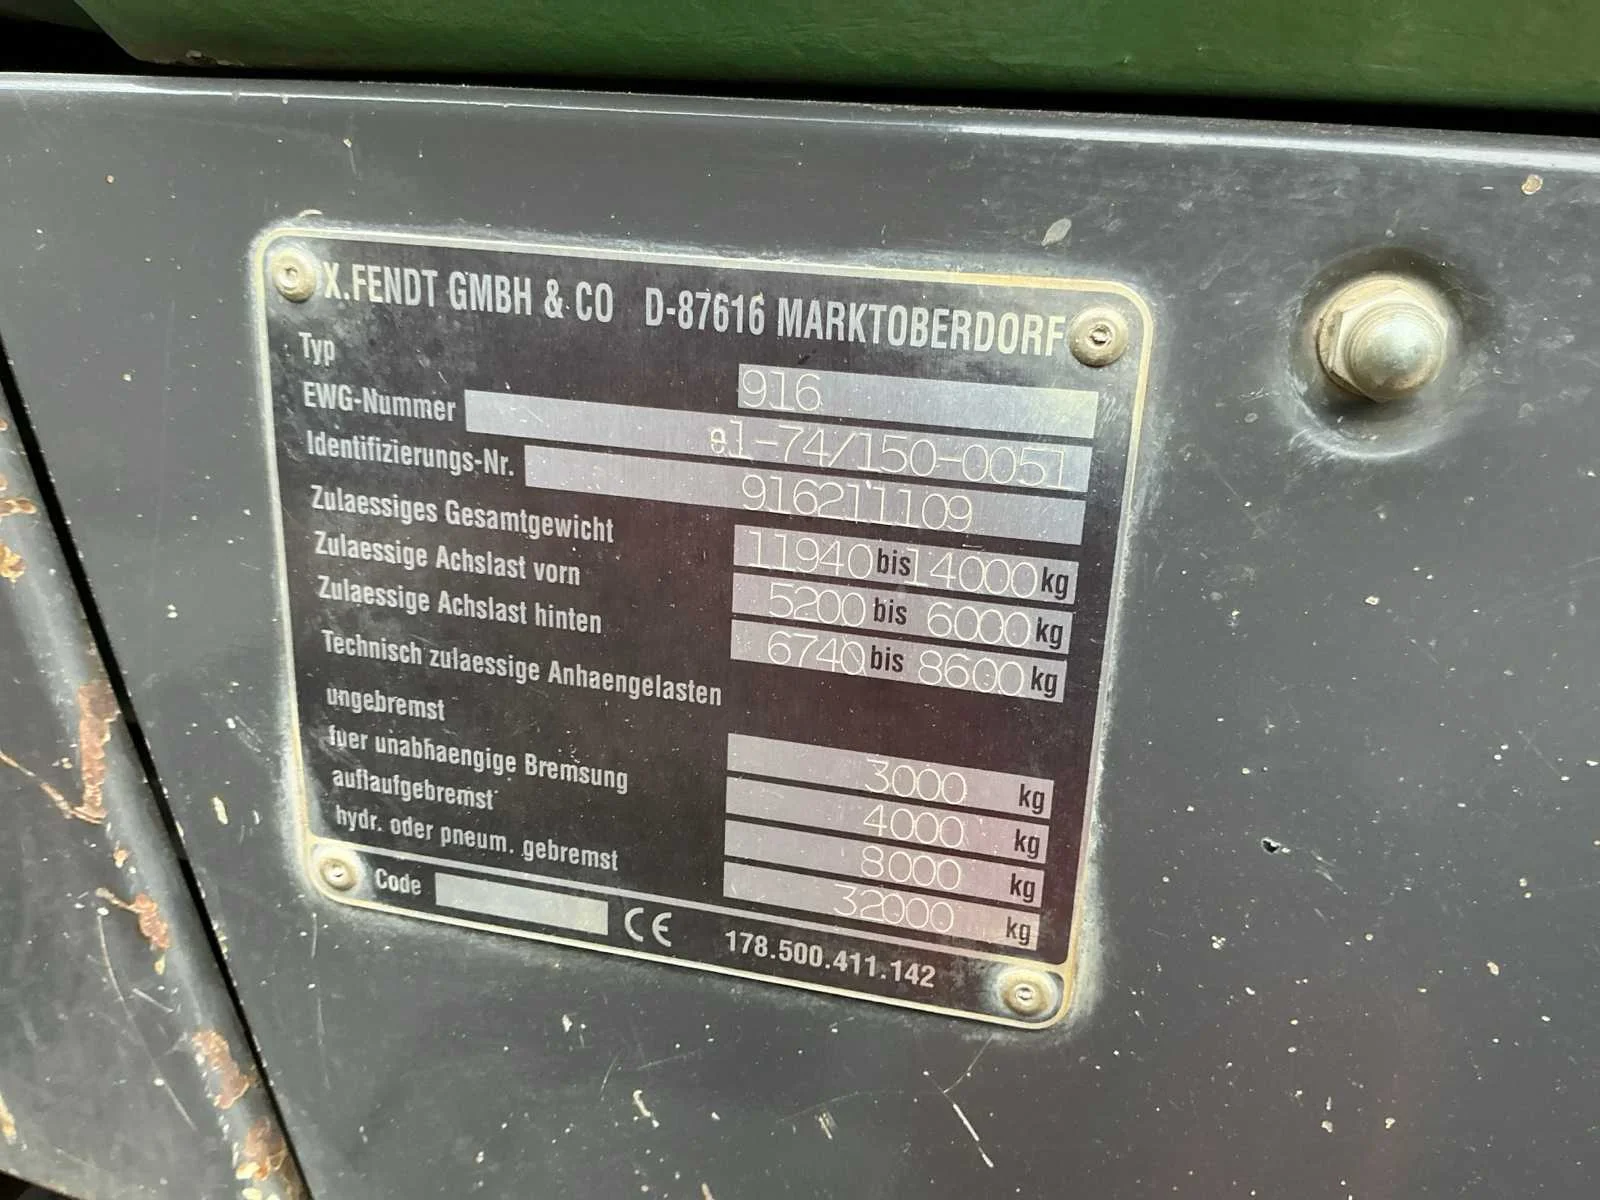 X.FENDT GMBH & CO D-87616 MARKTOBERDORF
Typ 916
EWG-Nummer e1-74/150-0051
Identifizierungs-Nr. 916211109
Zulaessiges Gesamtgewicht 11940 bis 14000 kg
Zulaessige Achslast vorn 5200 bis 6000 kg
Zulaessige Achslast hinten 6740 bis 8600 kg
Technisch zulaessige Anhaengelasten
ungebremst 3000 kg
fuer unabhaengige Bremsung 4000 kg
auflaufgebremst 8000 kg
hydr. oder pneum. gebremst 32000 kg
Code CE 178.500.411.142